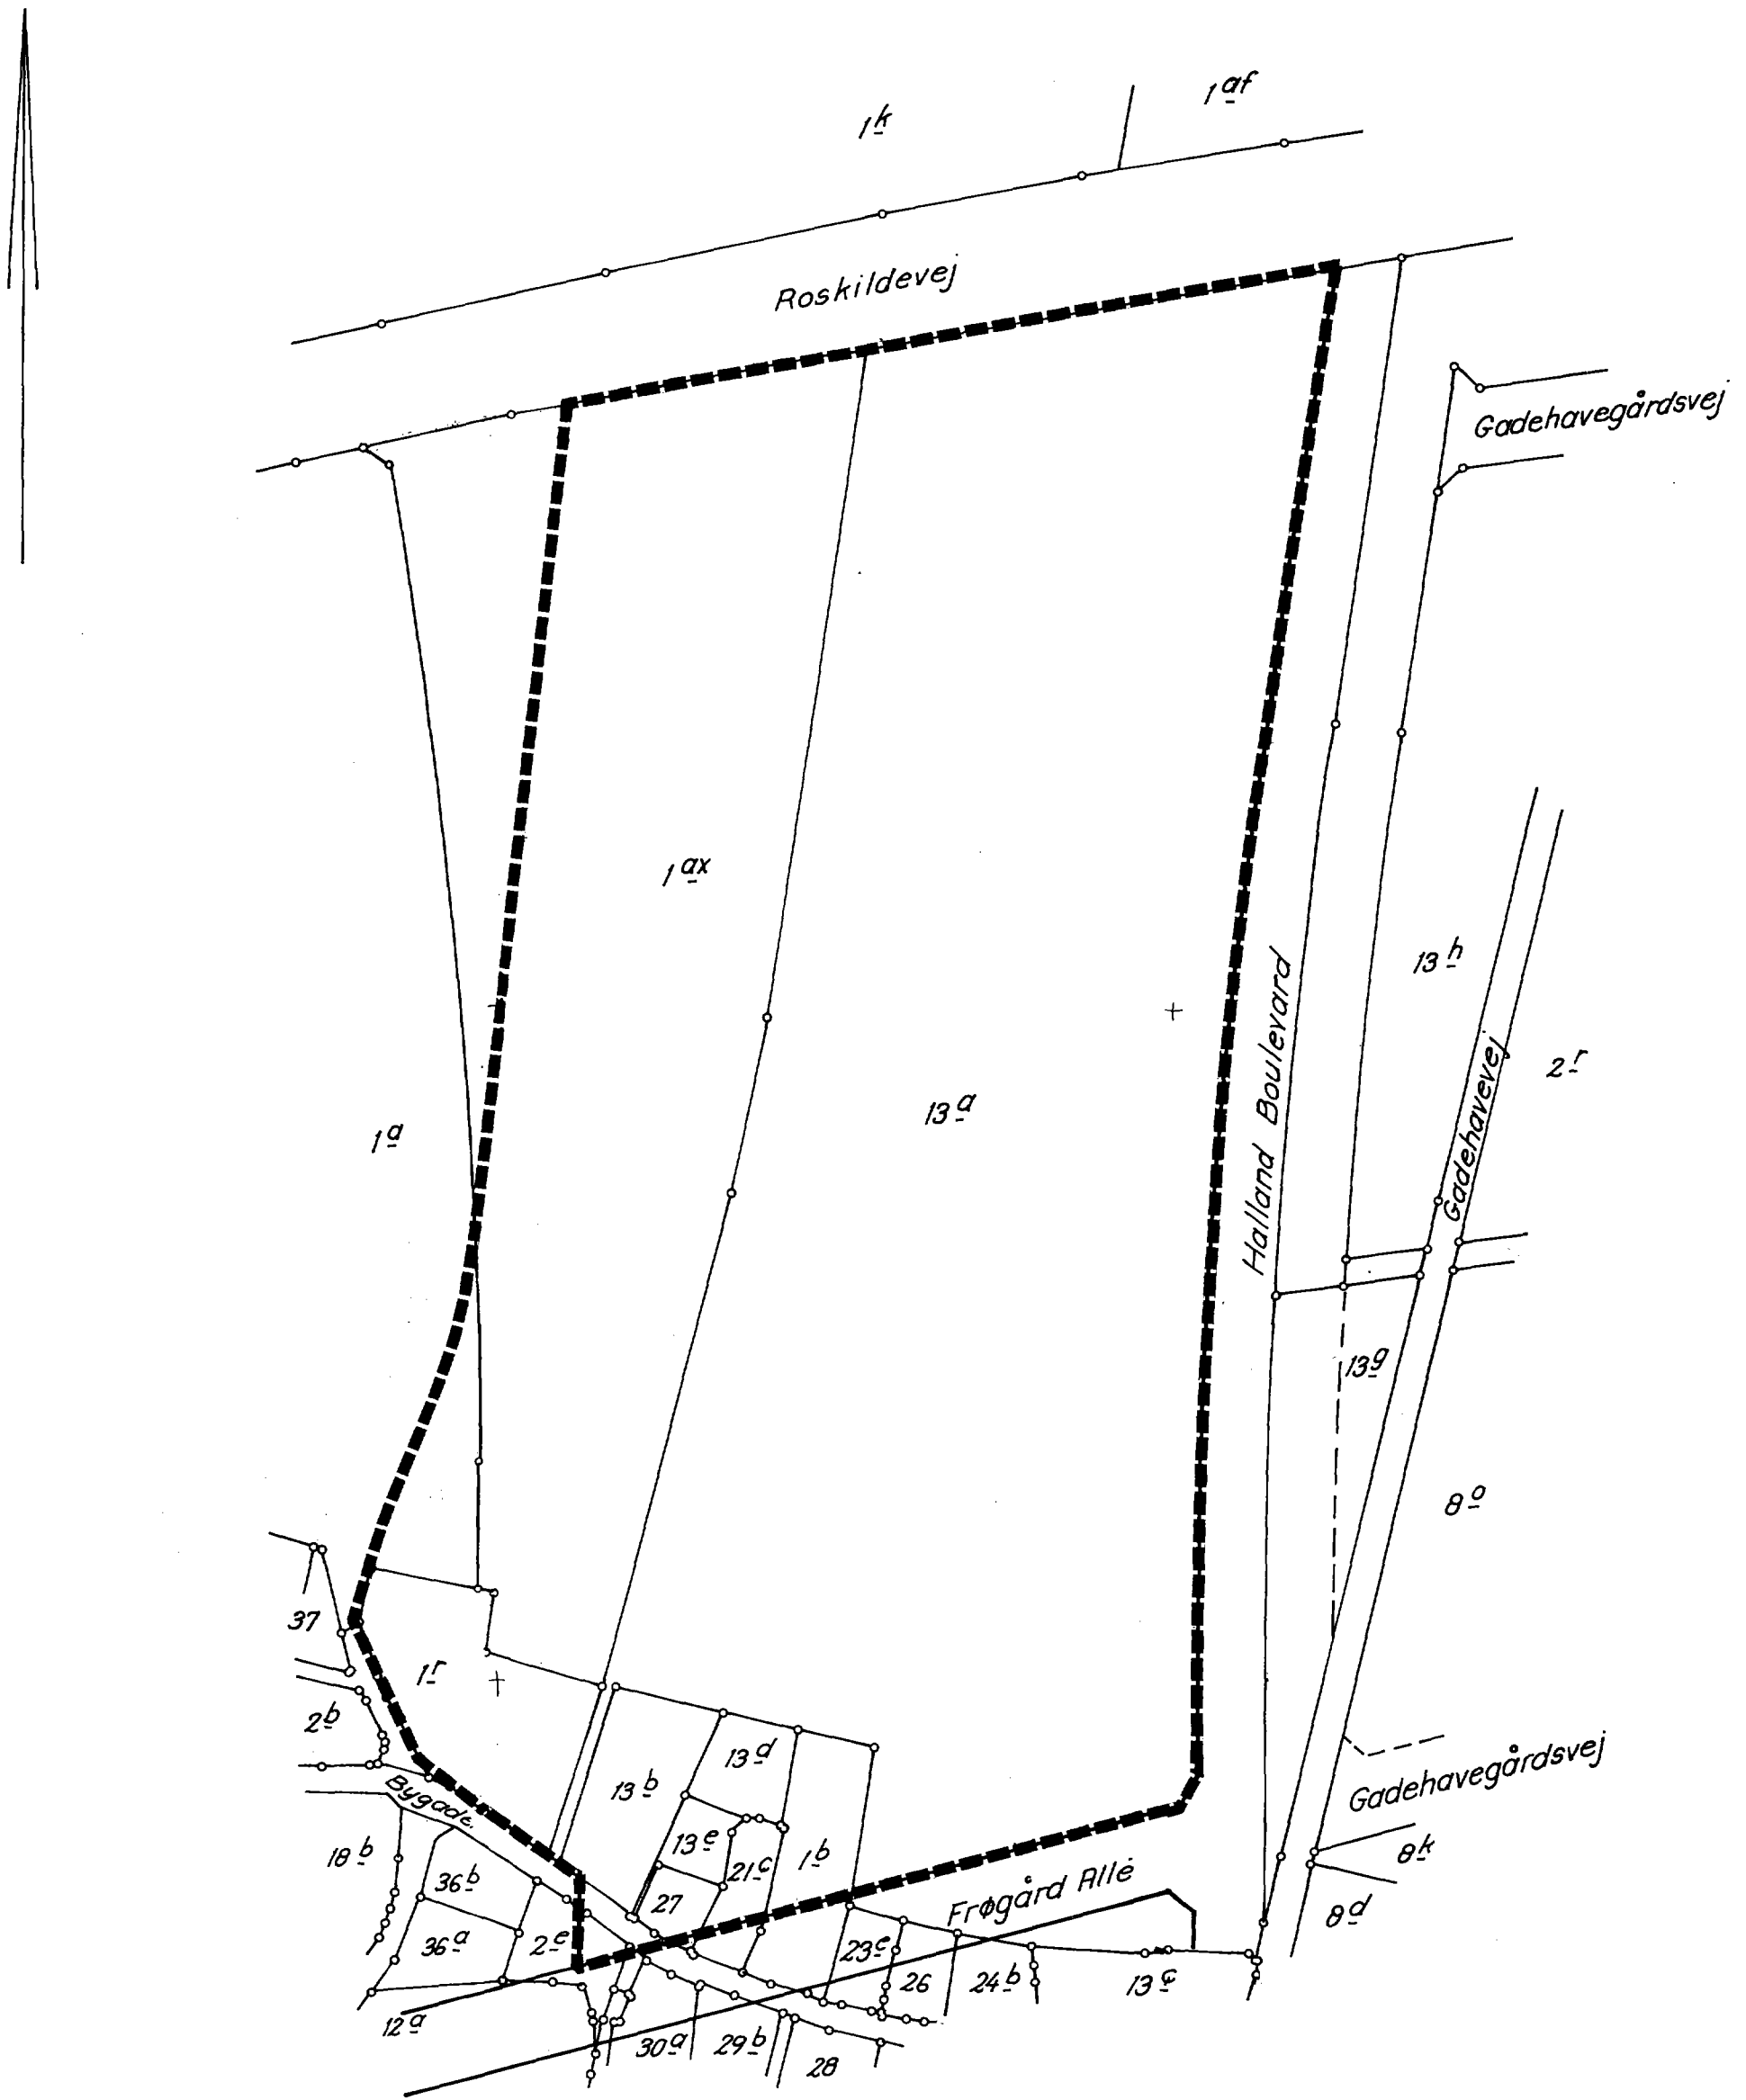 1af
1k
Roskildevej
Gadehavegårdsvej
1ax
13h
Halland Boulevard
Gadehavevej
2r
13a
1a
13g
8o
37
1r
2b
13d
13b
Gadehavegårdsvej
Bygade.
13e
1b
18b
36b
21c
8k
27
Frøgård Allé
8d
36a
2e
23e
26
24b
13c
12a
30a
29b
28